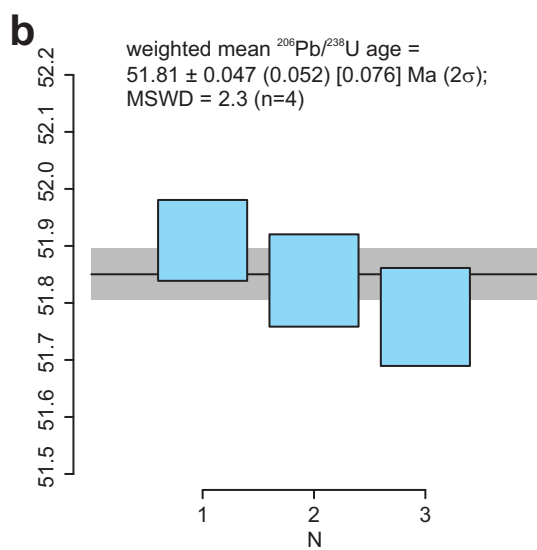 b
weighted mean ²⁰⁶Pb/²³⁸U age =
51.81 ± 0.047 (0.052) [0.076] Ma (2σ);
MSWD = 2.3 (n=4)
52.2
52.1
52.0
51.9
51.8
51.7
51.6
51.5
1 2 3
N